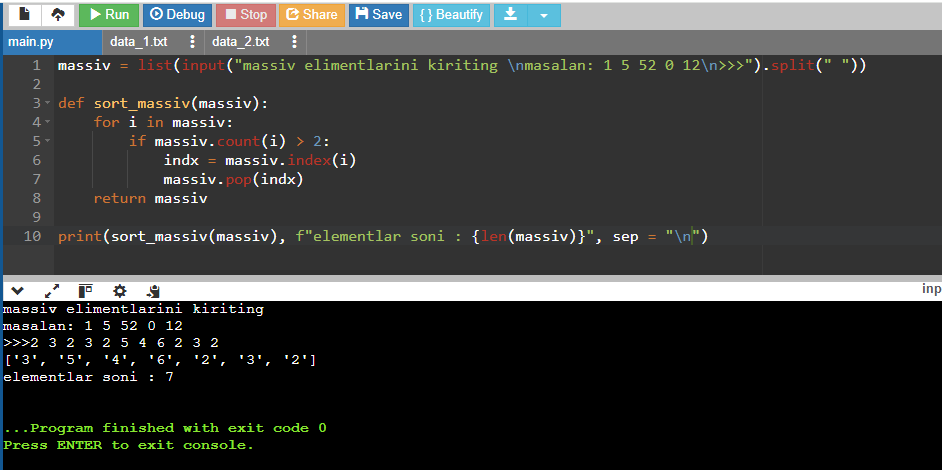 Run Debug Stop Share Save { } Beautify
main.py data_1.txt data_2.txt
1 massiv = list(input("massiv elimentlarini kiriting \nmasalan: 1 5 52 0 12\n>>>").split(" "))
2
3 def sort_massiv(massiv):
4 for i in massiv:
5 if massiv.count(i) > 2:
6 indx = massiv.index(i)
7 massiv.pop(indx)
8 return massiv
9
10 print(sort_massiv(massiv), f"elementlar soni : {len(massiv)}", sep = "\n")
inp
massiv elimentlarini kiriting
masalan: 1 5 52 0 12
>>>2 3 2 3 2 5 4 6 2 3 2
['3', '5', '4', '6', '2', '3', '2']
elementlar soni : 7
...Program finished with exit code 0
Press ENTER to exit console.